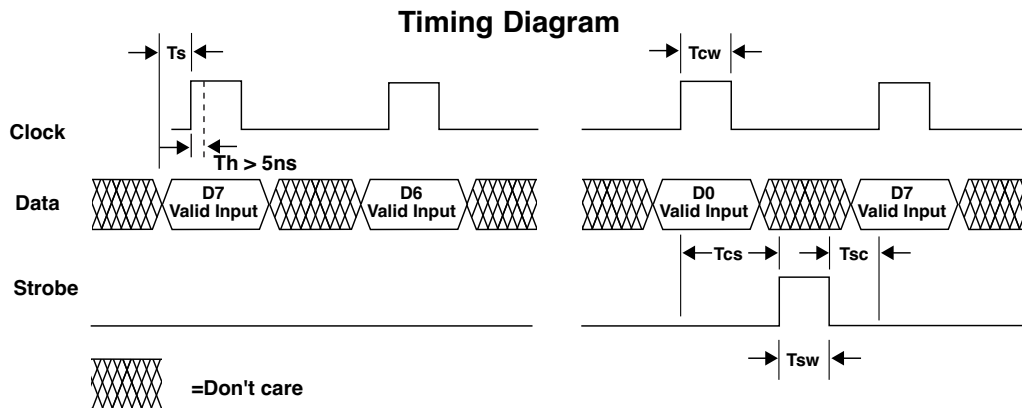 Timing Diagram
Ts
Tcw
Clock
Th > 5ns
Data
D7
Valid Input
D6
Valid Input
D0
Valid Input
D7
Valid Input
Tcs
Tsc
Strobe
Tsw
=Don't care